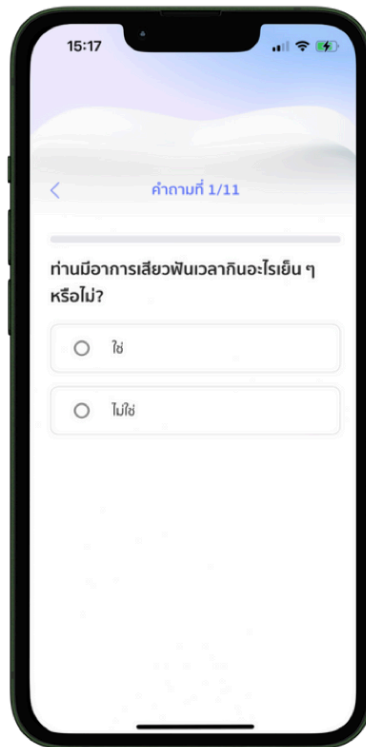 15:17
คำถามที่ 1/11
ท่านมีอาการเสียวฟันเวลากินอะไรเย็น ๆ
หรือไม่?
ใช่
ไม่ใช่